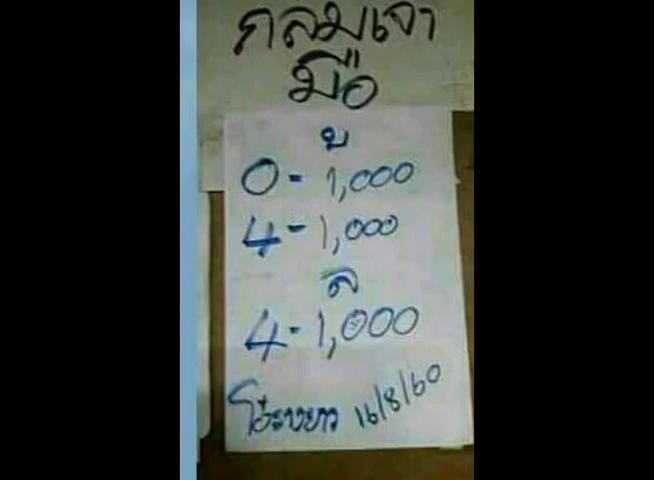 กลมเจา
มือ
บ
0 - 1,000
4 - 1,000
ล
4 - 1,000
16/8/60